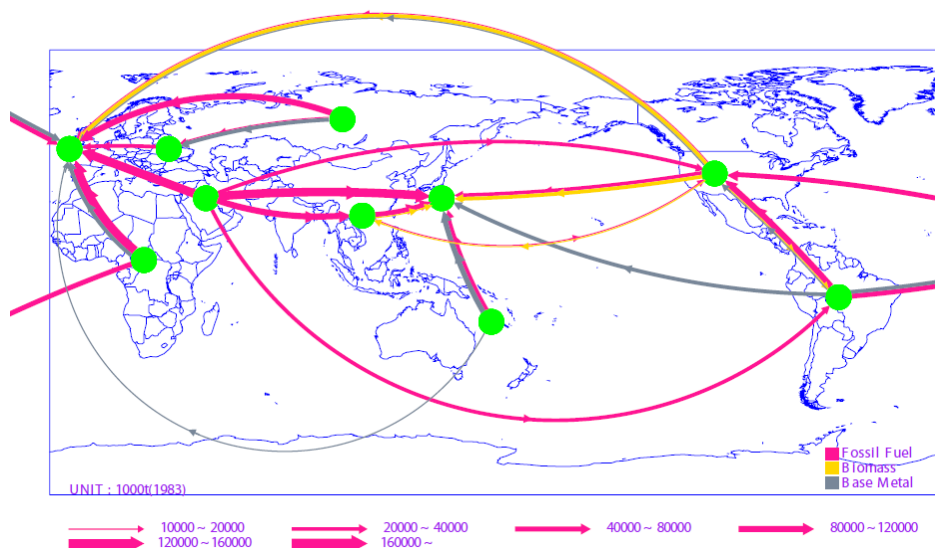 Fossil Fuel
Biomass
Base Metal
UNIT : 1000t(1983)
10000 ~ 20000
20000 ~ 40000
40000 ~ 80000
80000 ~ 120000
120000 ~ 160000
160000 ~